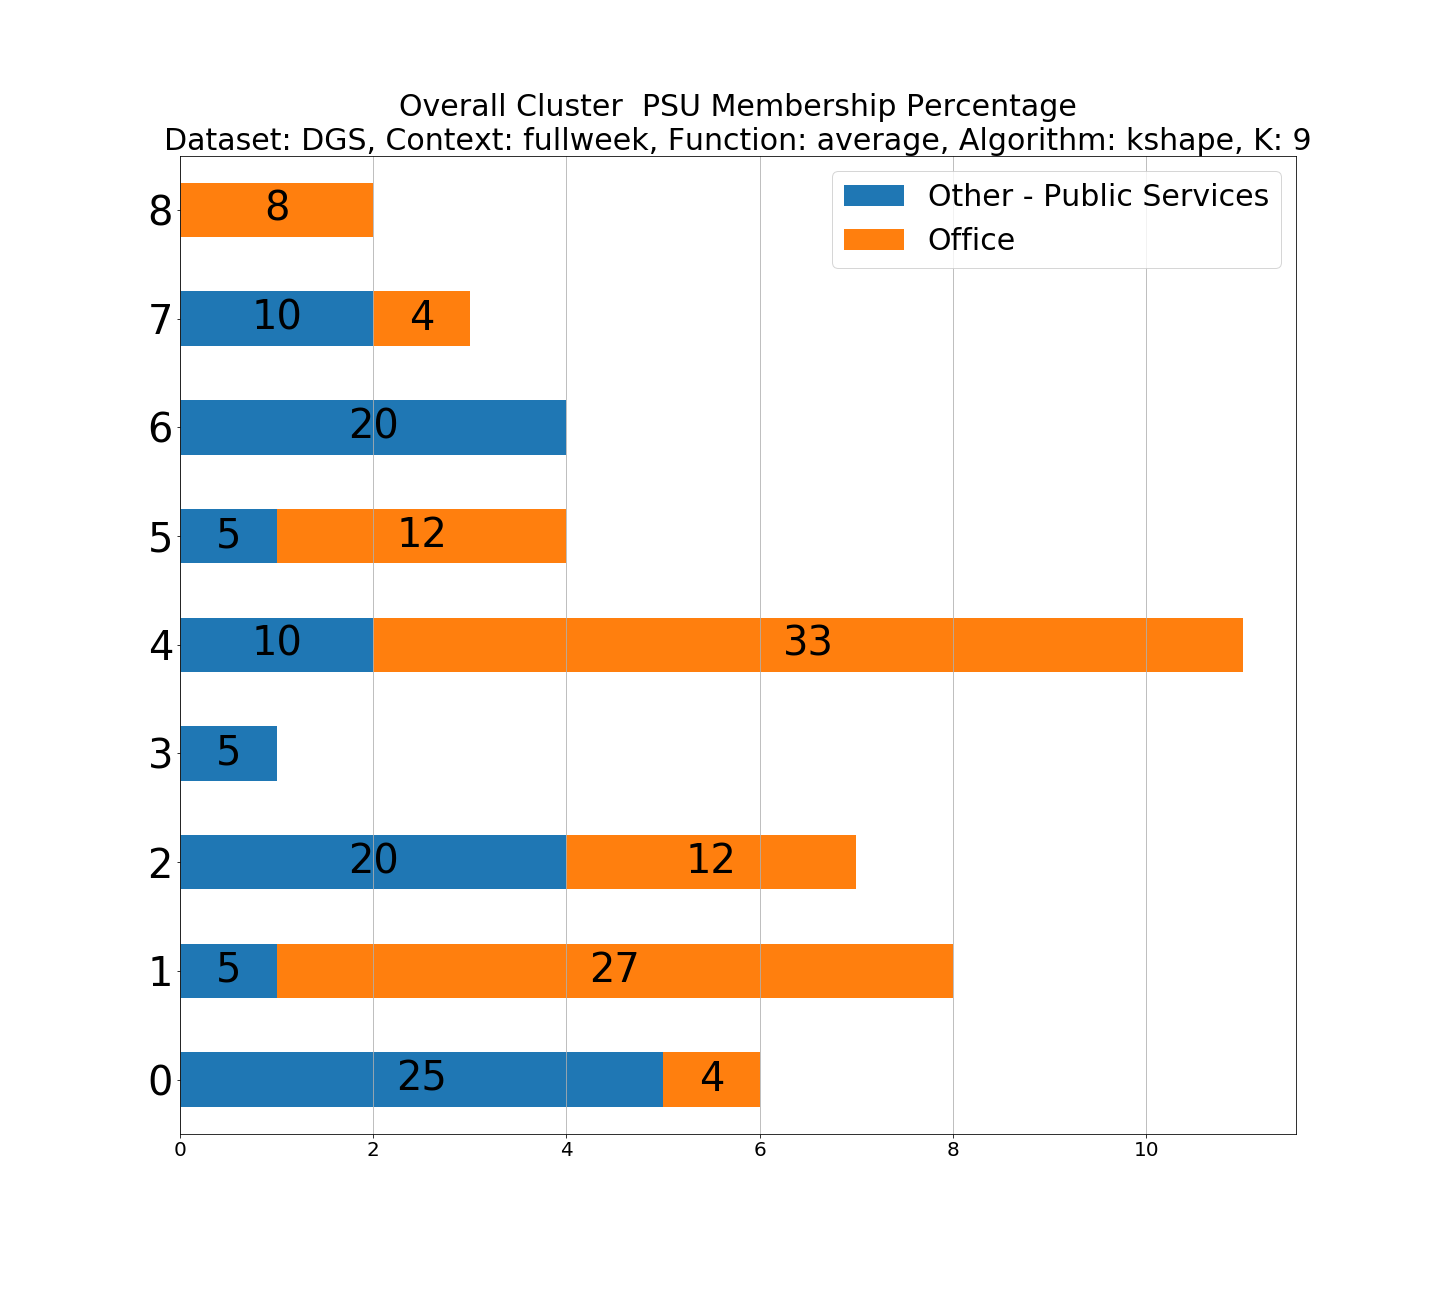 Overall Cluster  PSU Membership Percentage
Dataset: DGS, Context: fullweek, Function: average, Algorithm: kshape, K: 9
Other - Public Services
Office
8 8
7 10 4
6 20
5 5 12
4 10 33
3 5
2 20 12
1 5 27
0 25 4
0 2 4 6 8 10